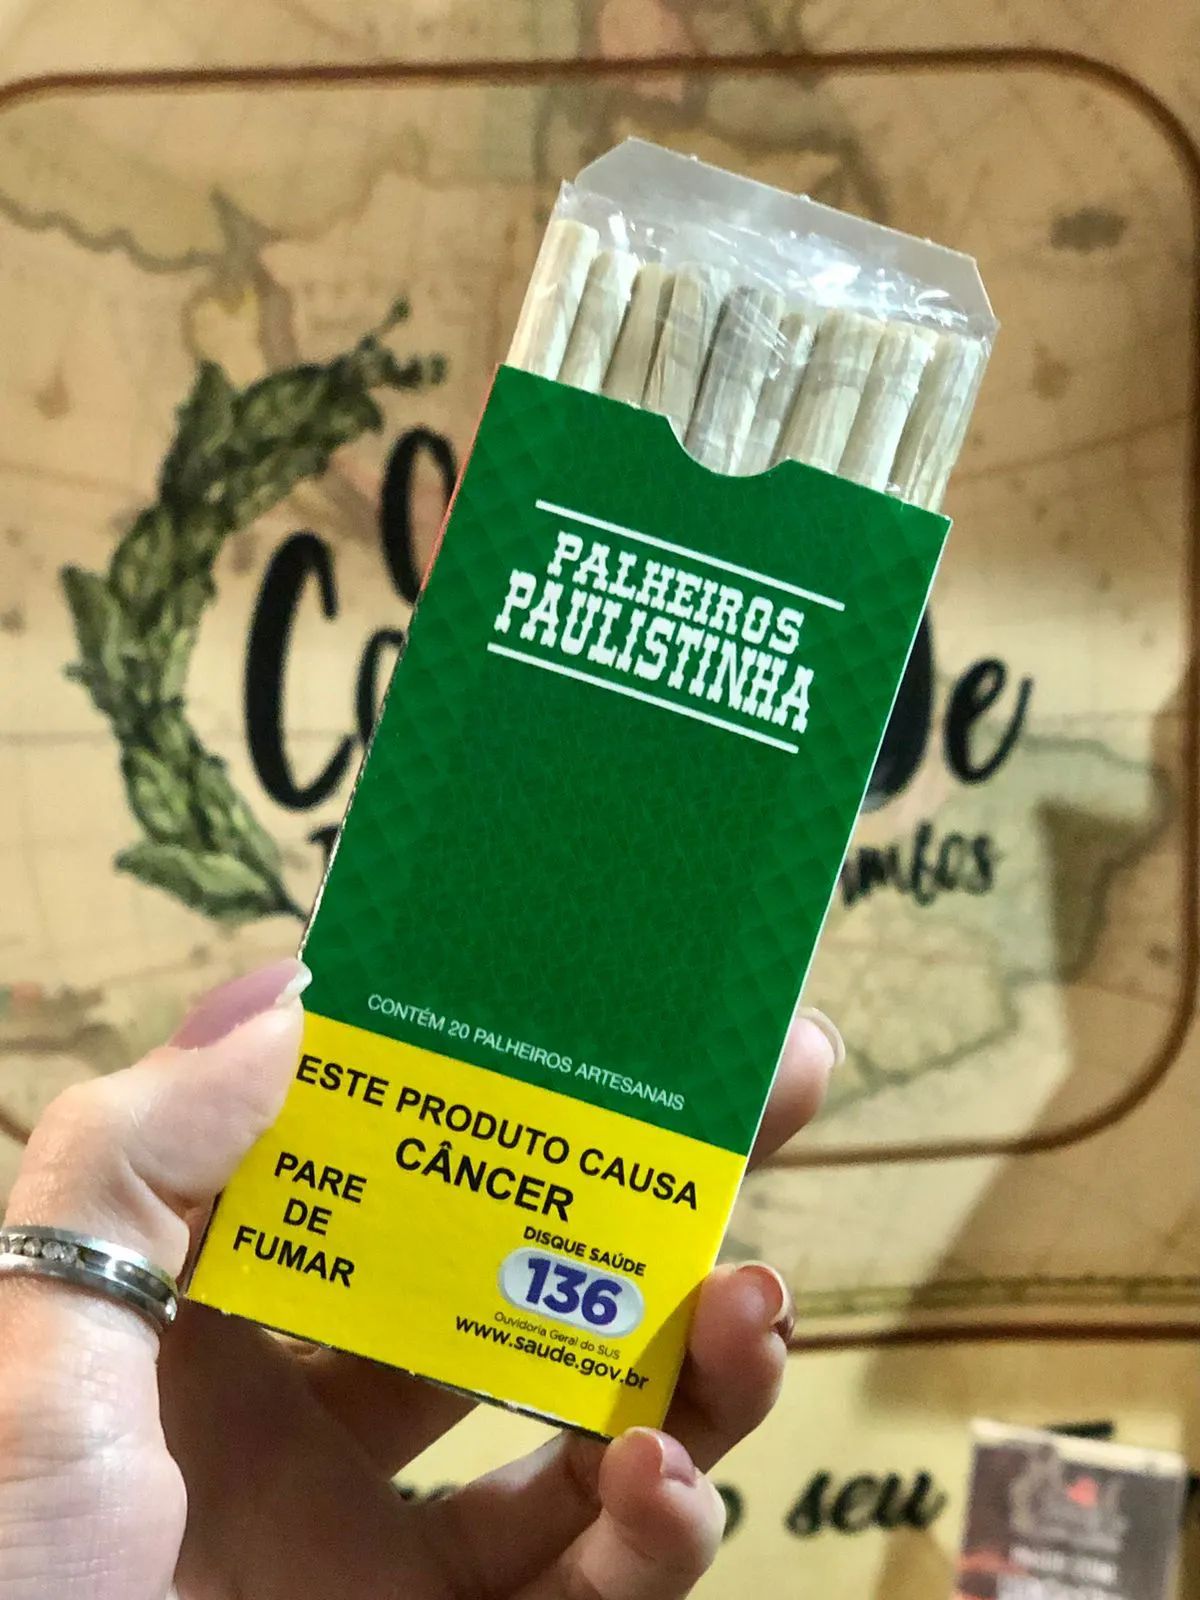 PALHEIROS
PAULISTINHA
CONTÉM 20 PALHEIROS ARTESANAIS
ESTE PRODUTO CAUSA
CÂNCER
PARE
DE
FUMAR
DISQUE SAÚDE
136
Ouvidoria Geral do SUS
www.saude.gov.br
seu